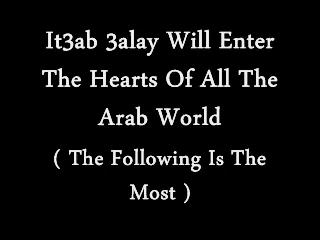 It3ab 3alay Will Enter
The Hearts Of All The
Arab World
( The Following Is The
Most )